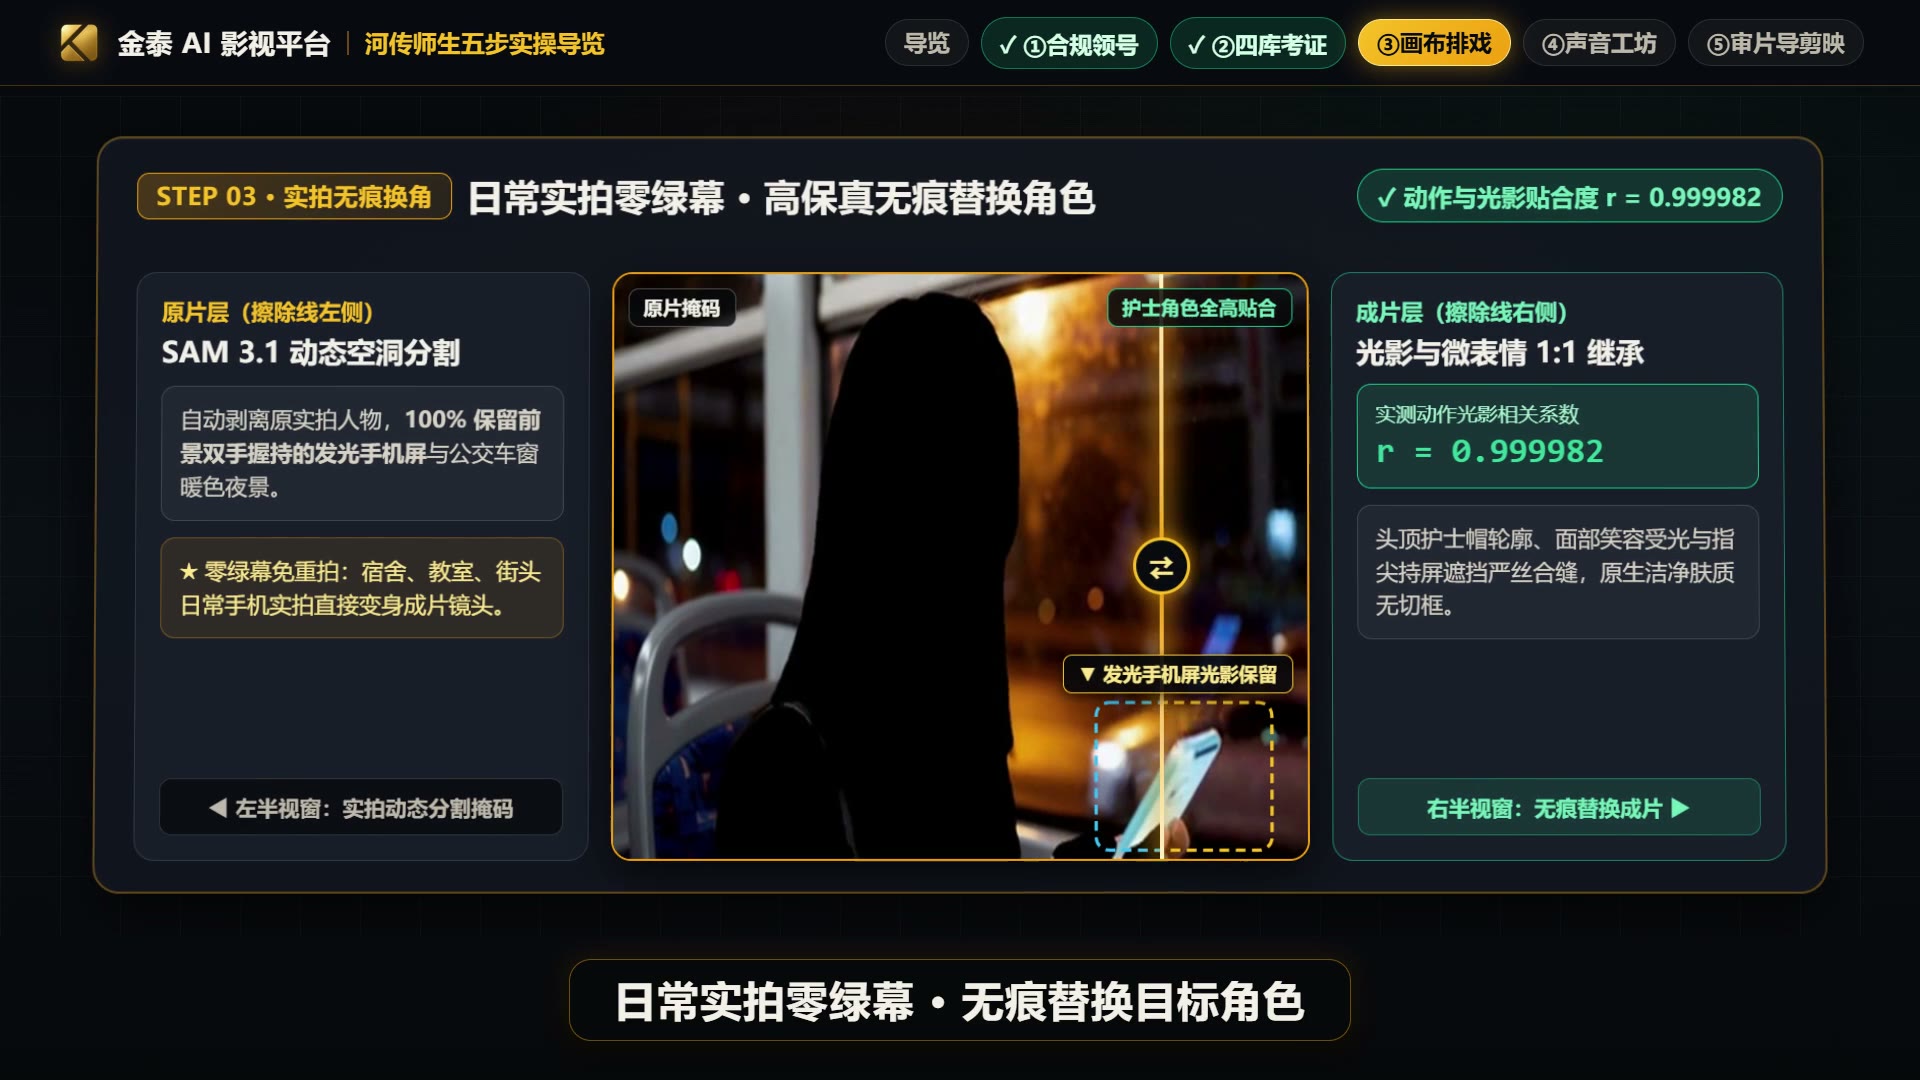 金泰 AI 影视平台
河传师生五步实操导览
导览
✓ ①合规领号
✓ ②四库考证
③画布排戏
④声音工坊
⑤审片导剪映
STEP 03 • 实拍无痕换角
日常实拍零绿幕 • 高保真无痕替换角色
✓ 动作与光影贴合度 r = 0.999982
原片层（擦除线左侧）
SAM 3.1 动态空洞分割
自动剥离原实拍人物，100% 保留前
景双手握持的发光手机屏与公交车窗
暖色夜景。
★ 零绿幕免重拍：宿舍、教室、街头
日常手机实拍直接变身成片镜头。
◀ 左半视窗：实拍动态分割掩码
原片掩码
护士角色全高贴合
▼ 发光手机屏光影保留
成片层（擦除线右侧）
光影与微表情 1:1 继承
实测动作光影相关系数
r = 0.999982
头顶护士帽轮廓、面部笑容受光与指
尖持屏遮挡严丝合缝，原生洁净肤质
无切框。
右半视窗：无痕替换成片 ▶
日常实拍零绿幕 • 无痕替换目标角色